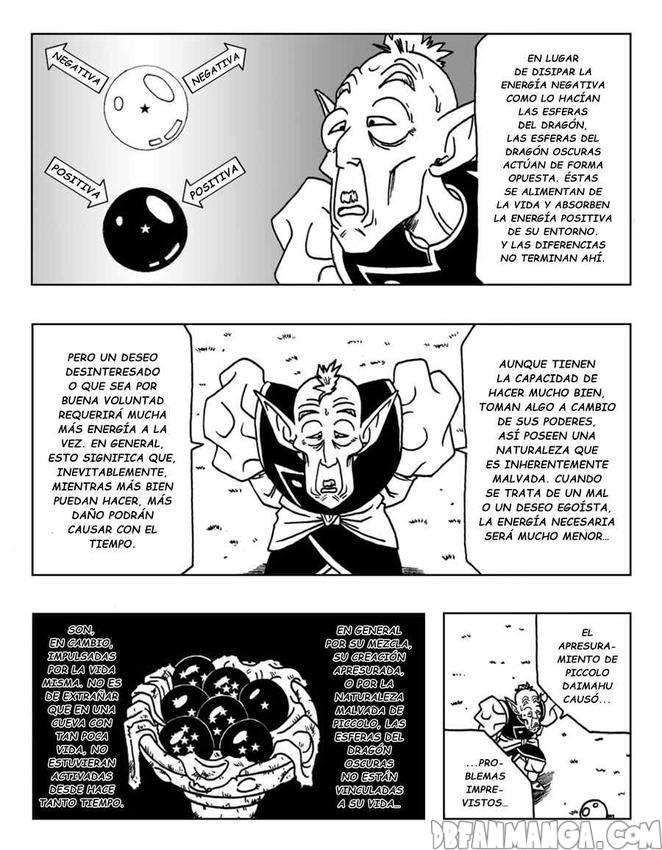 EN LUGAR
DE DISIPAR LA
ENERGÍA NEGATIVA
COMO LO HACÍAN
LAS ESFERAS
DEL DRAGÓN,
LAS ESFERAS DEL
DRAGÓN OSCURAS
ACTÚAN DE FORMA
OPUESTA. ÉSTAS
SE ALIMENTAN DE
LA VIDA Y ABSORBEN
LA ENERGÍA POSITIVA
DE SU ENTORNO.
Y LAS DIFERENCIAS
NO TERMINAN AHÍ.
NEGATIVA
NEGATIVA
POSITIVA
POSITIVA
AUNQUE TIENEN
LA CAPACIDAD DE
HACER MUCHO BIEN,
TOMAN ALGO A CAMBIO
DE SUS PODERES,
ASÍ POSEEN UNA
NATURALEZA QUE
ES INHERENTEMENTE
MALVADA. CUANDO
SE TRATA DE UN MAL
O UN DESEO EGOÍSTA,
LA ENERGÍA NECESARIA
SERÁ MUCHO MENOR...
PERO UN DESEO
DESINTERESADO
O QUE SEA POR
BUENA VOLUNTAD
REQUERIRÁ MUCHA
MÁS ENERGÍA A LA
VEZ. EN GENERAL,
ESTO SIGNIFICA QUE,
INEVITABLEMENTE,
MIENTRAS MÁS BIEN
PUEDAN HACER, MÁS
DAÑO PODRÁN
CAUSAR CON EL
TIEMPO.
EL
APRESURA-
MIENTO DE
PICCOLO
DAIMAHU
CAUSÓ...
...PRO-
BLEMAS
IMPRE-
VISTOS...
EN GENERAL
POR SU MEZCLA,
SU CREACIÓN
APRESURADA,
O POR LA
NATURALEZA
MALVADA DE
PICCOLO, LAS
ESFERAS DEL
DRAGÓN
OSCURAS
NO ESTÁN
VINCULADAS
A SU VIDA...
SON,
EN CAMBIO,
IMPULSADAS
POR LA VIDA
MISMA. NO ES
DE EXTRAÑAR
QUE EN UNA
CUEVA CON
TAN POCA
VIDA, NO
ESTUVIERAN
ACTIVADAS
DESDE HACE
TANTO TIEMPO.
DBFANMANGA.COM